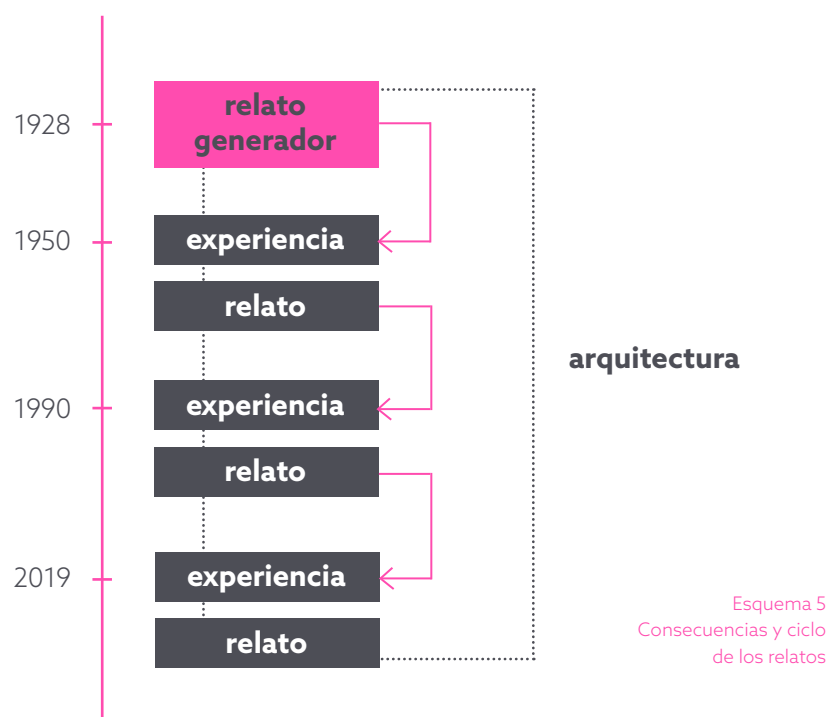 1928
relato
generador
1950
experiencia
relato
arquitectura
1990
experiencia
relato
2019
experiencia
relato
Esquema 5
Consecuencias y ciclo
de los relatos